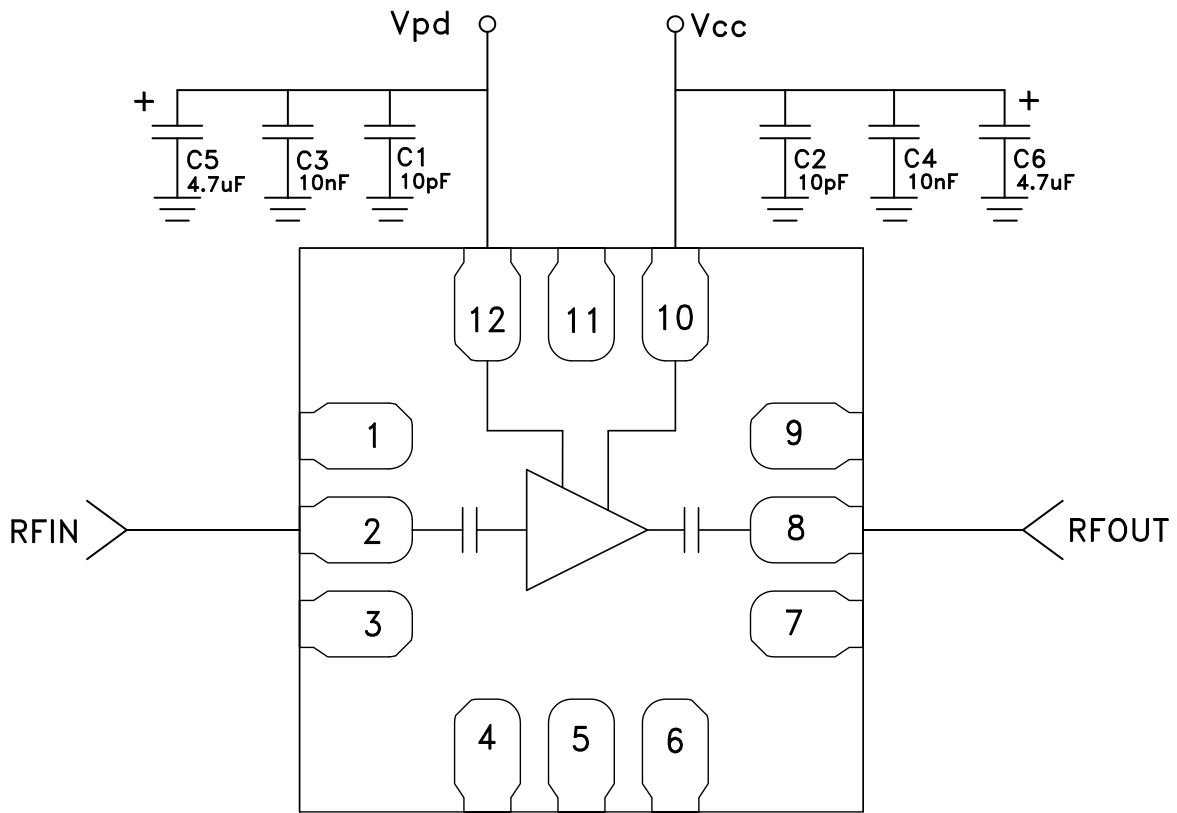 Vpd
Vcc
+
+
C5
4.7uF
C3
10nF
C1
10pF
C2
10pF
C4
10nF
C6
4.7uF
12
11
10
1
9
RFIN
2
8
RFOUT
3
7
4
5
6